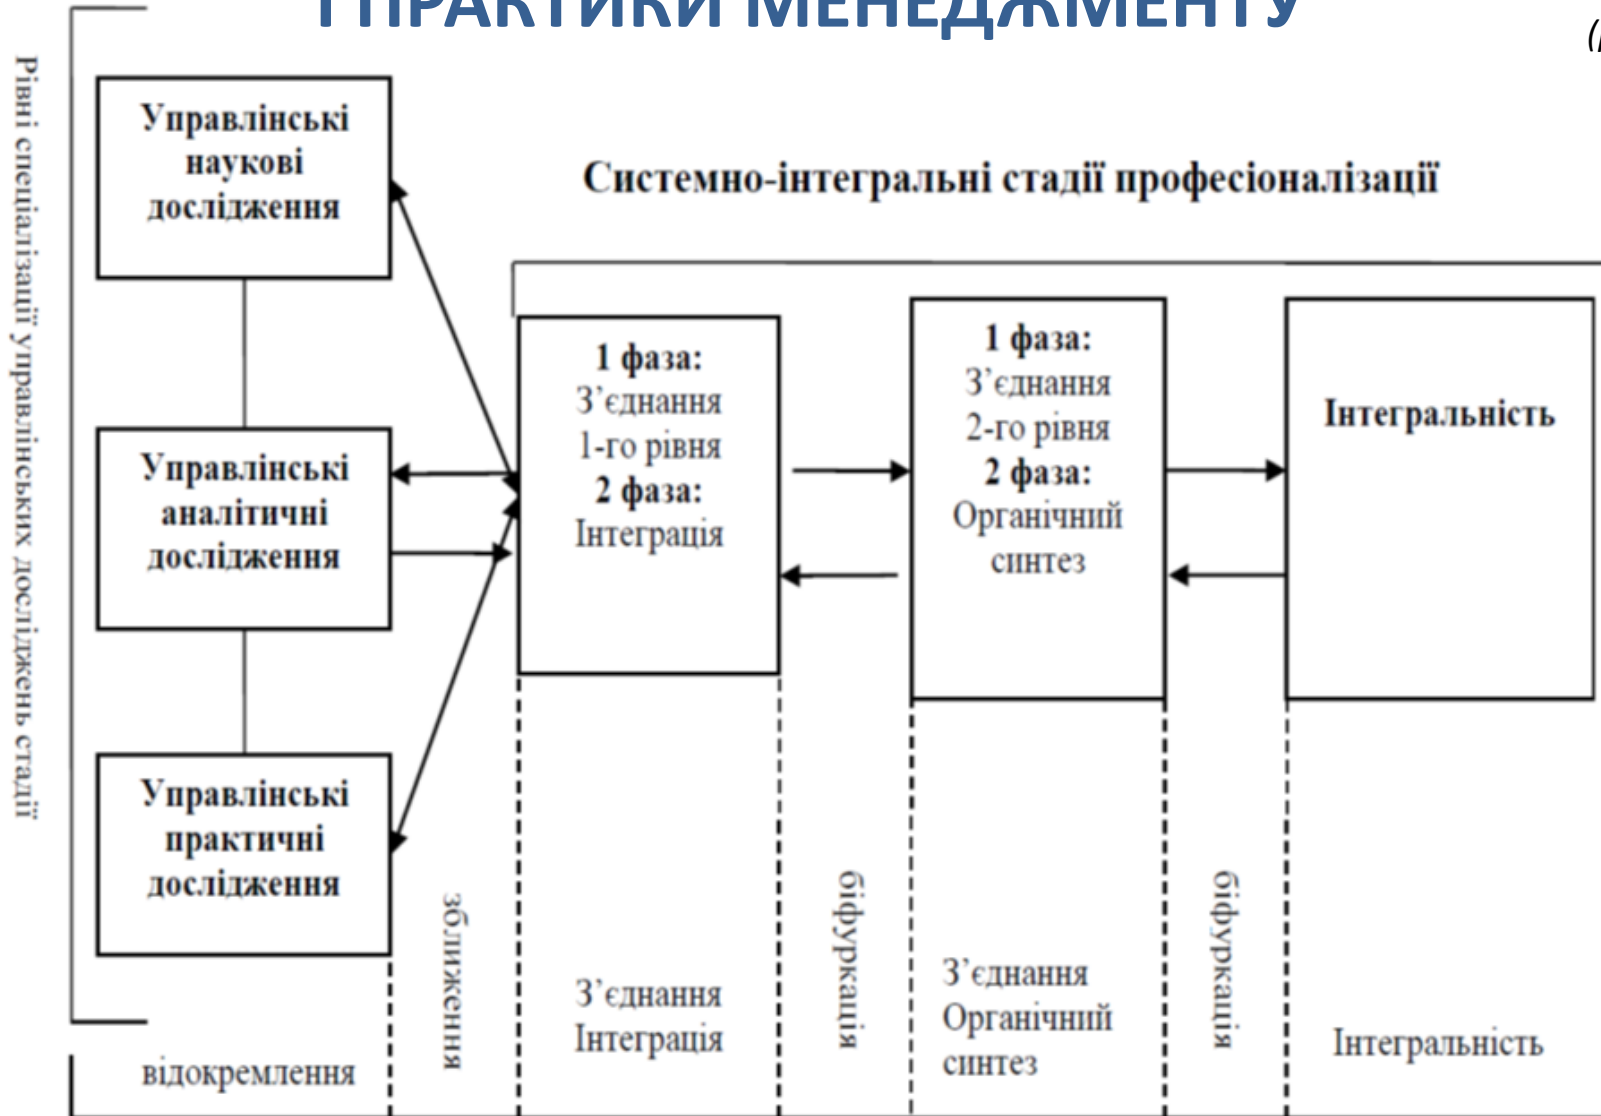 І ПРАКТИКИ МЕНЕДЖМЕНТУ
Рівні спеціалізації управлінських досліджень стадії
Управлінські
наукові
дослідження
Системно-інтегральні стадії професіоналізації
Управлінські
аналітичні
дослідження
Управлінські
практичні
дослідження
1 фаза:
З’єднання
1-го рівня
2 фаза:
Інтеграція
1 фаза:
З’єднання
2-го рівня
2 фаза:
Органічний
синтез
Інтегральність
відокремлення
зближення
З’єднання
Інтеграція
біфуркація
З’єднання
Органічний
синтез
біфуркація
Інтегральність